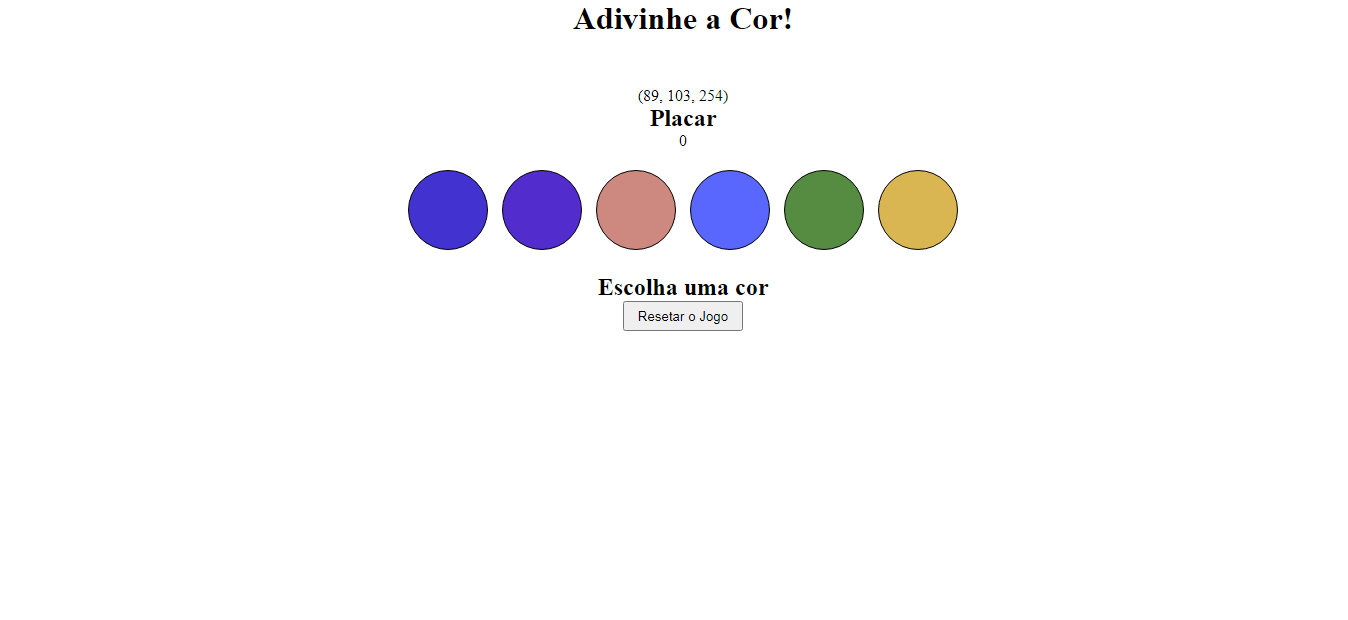 Adivinhe a Cor!
(89, 103, 254)
Placar
0
Escolha uma cor
Resetar o Jogo